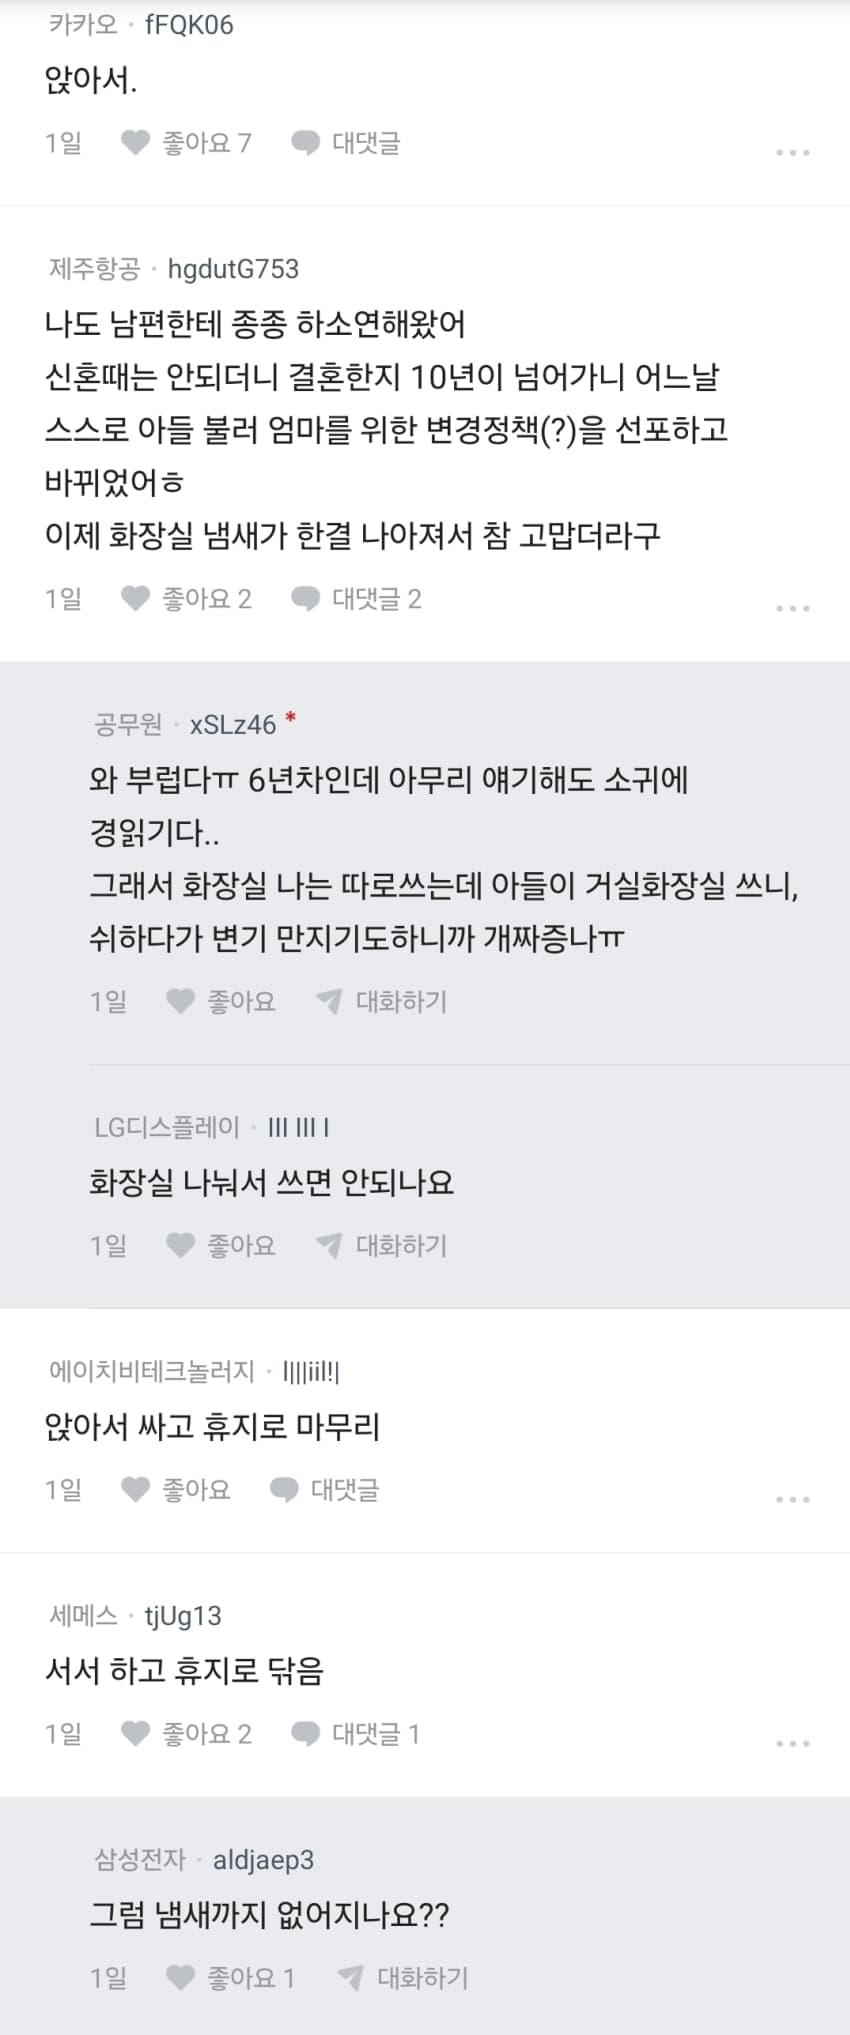 카카오 · fFQK06
앉아서.
1일 좋아요 7 대댓글
제주항공 · hgdutG753
나도 남편한테 종종 하소연해왔어
신혼때는 안되더니 결혼한지 10년이 넘어가니 어느날
스스로 아들 불러 엄마를 위한 변경정책(?)을 선포하고
바뀌었어ㅎ
이제 화장실 냄새가 한결 나아져서 참 고맙더라구
1일 좋아요 2 대댓글 2
공무원 · xSLz46 *
와 부럽다ㅠ 6년차인데 아무리 얘기해도 소귀에
경읽기다..
그래서 화장실 나는 따로쓰는데 아들이 거실화장실 쓰니,
쉬하다가 변기 만지기도하니까 개짜증나ㅠ
1일 좋아요 대화하기
LG디스플레이 · III III I
화장실 나눠서 쓰면 안되나요
1일 좋아요 대화하기
에이치비테크놀러지 ·
앉아서 싸고 휴지로 마무리
1일 좋아요 대댓글
세메스 · tjUg13
서서 하고 휴지로 닦음
1일 좋아요 2 대댓글 1
삼성전자 · aldjaep3
그럼 냄새까지 없어지나요??
1일 좋아요 1 대화하기